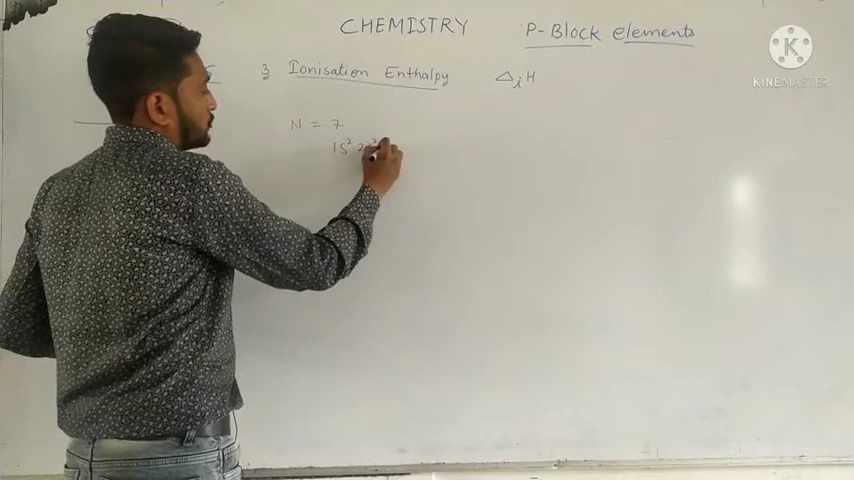 CHEMISTRY P-Block elements
3 Ionisation Enthalpy ΔiH
N = 7
1S² 2S²
KINEMASTER